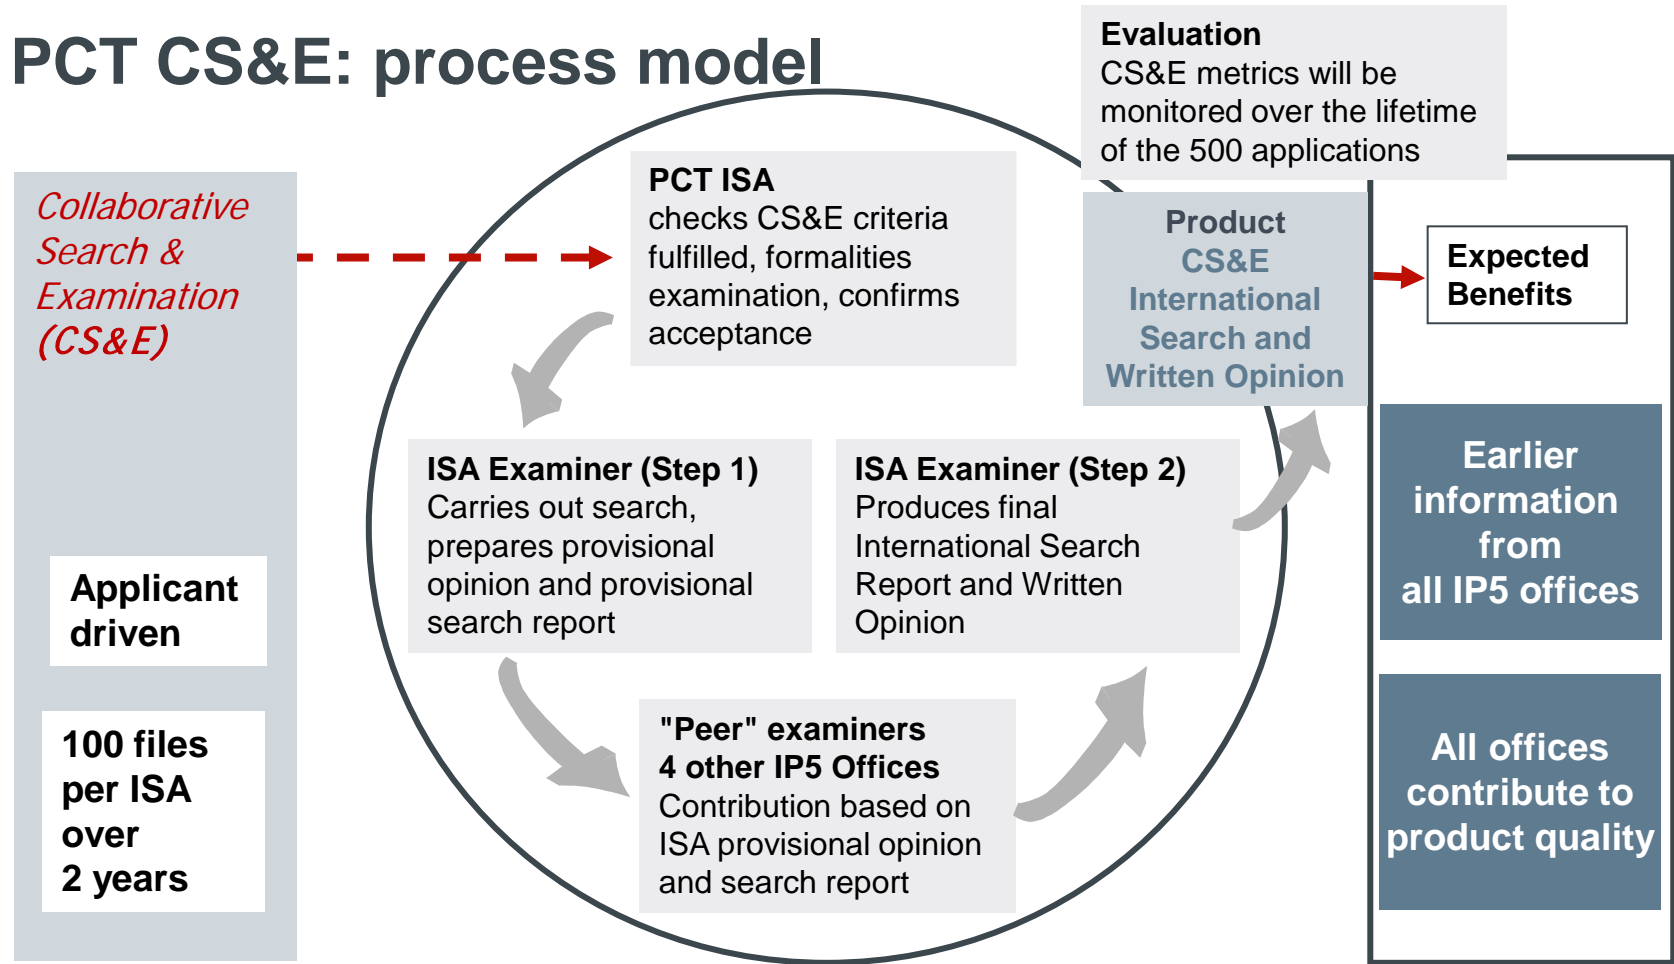 PCT CS&E: process model
Evaluation
CS&E metrics will be
monitored over the lifetime
of the 500 applications
Collaborative
Search &
Examination
(CS&E)
Applicant
driven
100 files
per ISA
over
2 years
PCT ISA
checks CS&E criteria
fulfilled, formalities
examination, confirms
acceptance
ISA Examiner (Step 1)
Carries out search,
prepares provisional
opinion and provisional
search report
"Peer" examiners
4 other IP5 Offices
Contribution based on
ISA provisional opinion
and search report
ISA Examiner (Step 2)
Produces final
International Search
Report and Written
Opinion
Product
CS&E
International
Search and
Written Opinion
Expected
Benefits
Earlier
information
from
all IP5 offices
All offices
contribute to
product quality